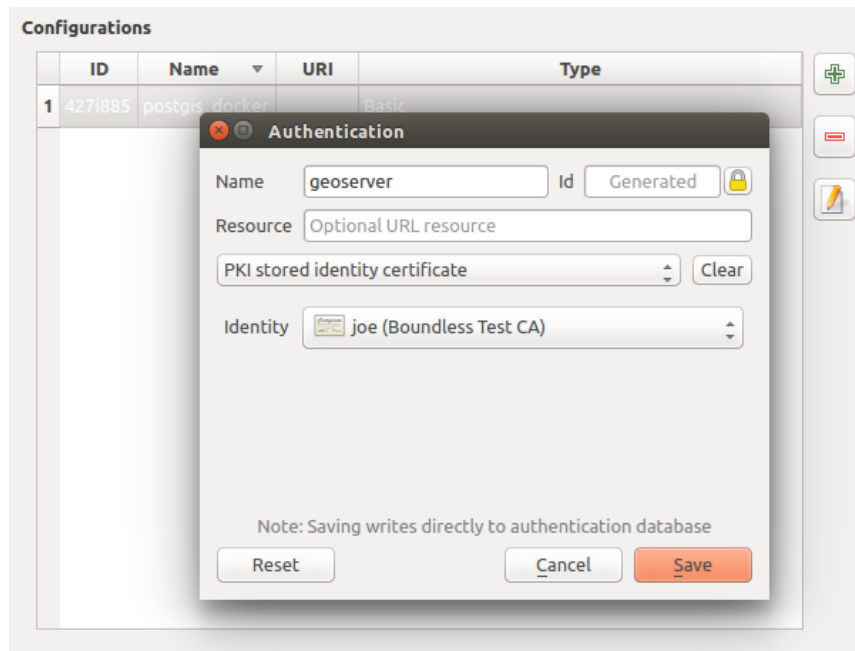 Configurations
ID Name URI Type
1 427i885 postgis_docker Basic
Authentication
Name geoserver Id Generated
Resource Optional URL resource
PKI stored identity certificate Clear
Identity joe (Boundless Test CA)
Note: Saving writes directly to authentication database
Reset Cancel Save